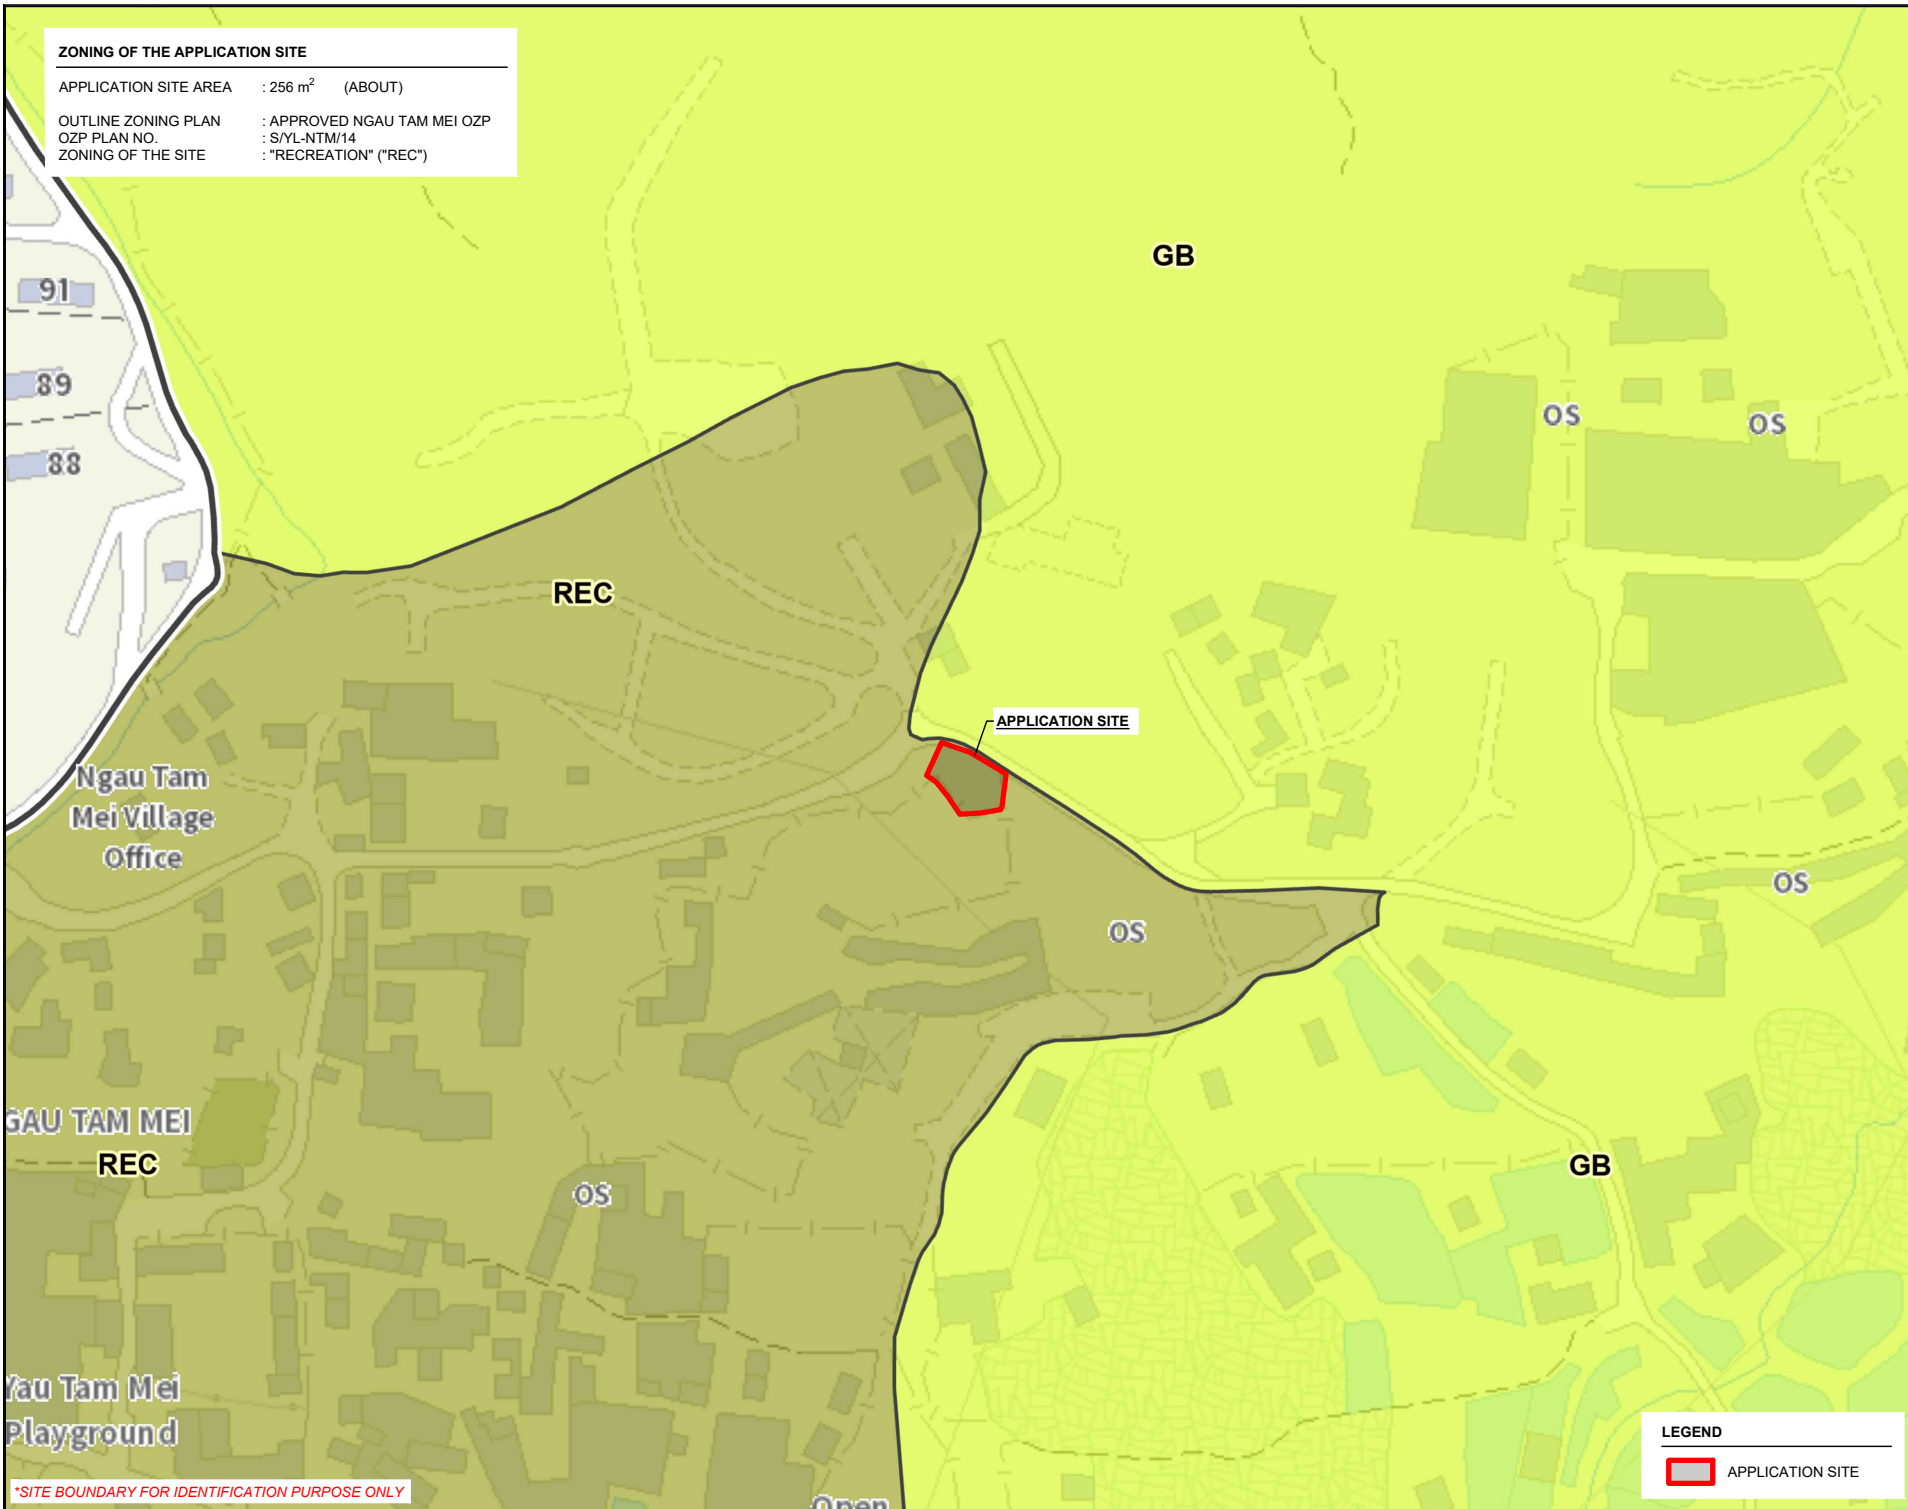 ZONING OF THE APPLICATION SITE
APPLICATION SITE AREA : 256 m² (ABOUT)
OUTLINE ZONING PLAN : APPROVED NGAU TAM MEI OZP
OZP PLAN NO. : S/YL-NTM/14
ZONING OF THE SITE : "RECREATION" ("REC")
GB
91
89
88
OS
OS
REC
APPLICATION SITE
Ngau Tam
Mei Village
Office
OS
OS
GAU TAM MEI
REC
GB
OS
Yau Tam Mei
Playground
LEGEND
APPLICATION SITE
*SITE BOUNDARY FOR IDENTIFICATION PURPOSE ONLY
Open